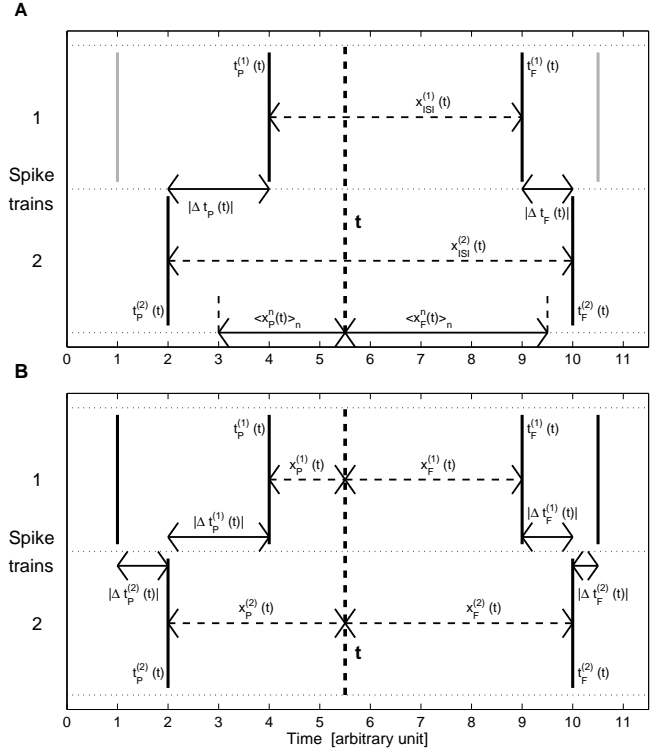 A
t_P^(1) (t)
t_F^(1) (t)
x_ISI^(1) (t)
1
Spike
trains
|Δ t_P (t)|
|Δ t_F (t)|
t
x_ISI^(2) (t)
2
t_P^(2) (t)
<x_P^n(t)>_n
<x_F^n(t)>_n
t_F^(2) (t)
0 1 2 3 4 5 6 7 8 9 10 11
B
t_P^(1) (t)
t_F^(1) (t)
x_P^(1) (t)
x_F^(1) (t)
1
|Δ t_P^(1) (t)|
|Δ t_F^(1) (t)|
Spike
trains
|Δ t_P^(2) (t)|
|Δ t_F^(2) (t)|
x_P^(2) (t)
x_F^(2) (t)
2
t
t_P^(2) (t)
t_F^(2) (t)
0 1 2 3 4 5 6 7 8 9 10 11
Time [arbitrary unit]